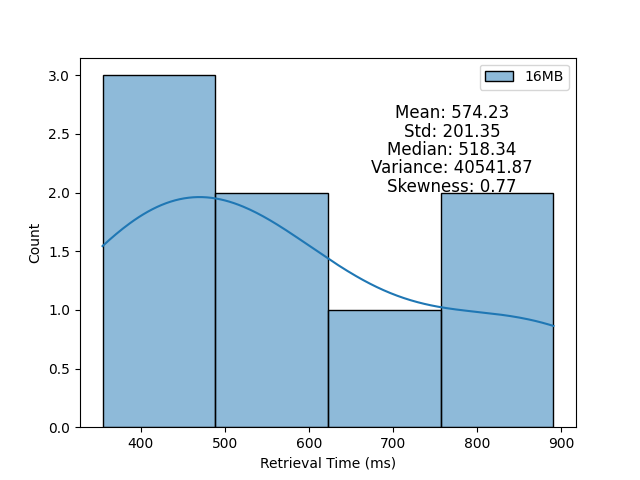 16MB
Mean: 574.23
Std: 201.35
Median: 518.34
Variance: 40541.87
Skewness: 0.77
3.0
2.5
2.0
1.5
1.0
0.5
0.0
Count
400 500 600 700 800 900
Retrieval Time (ms)